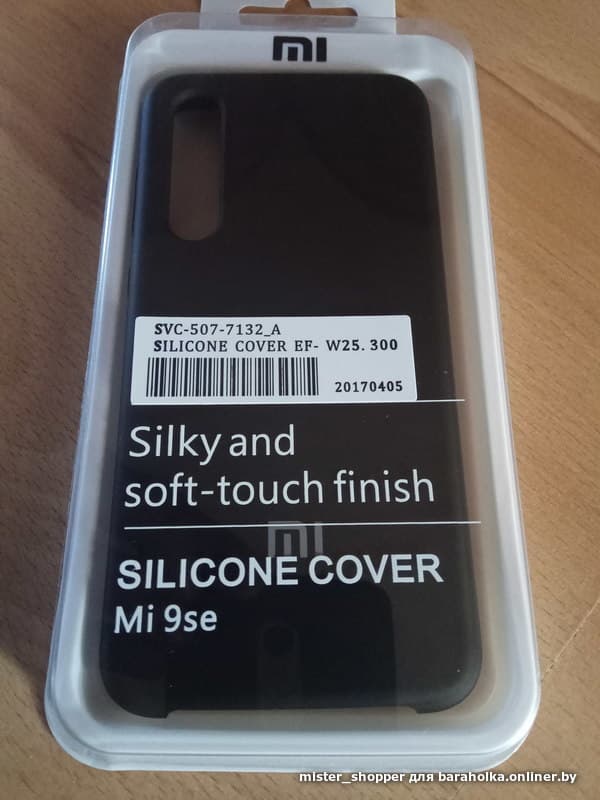 mi
SVC-507-7132_A
SILICONE COVER EF- W25.300
20170405
Silky and
soft-touch finish
mi
SILICONE COVER
Mi 9se
mister_shopper для baraholka.onliner.by